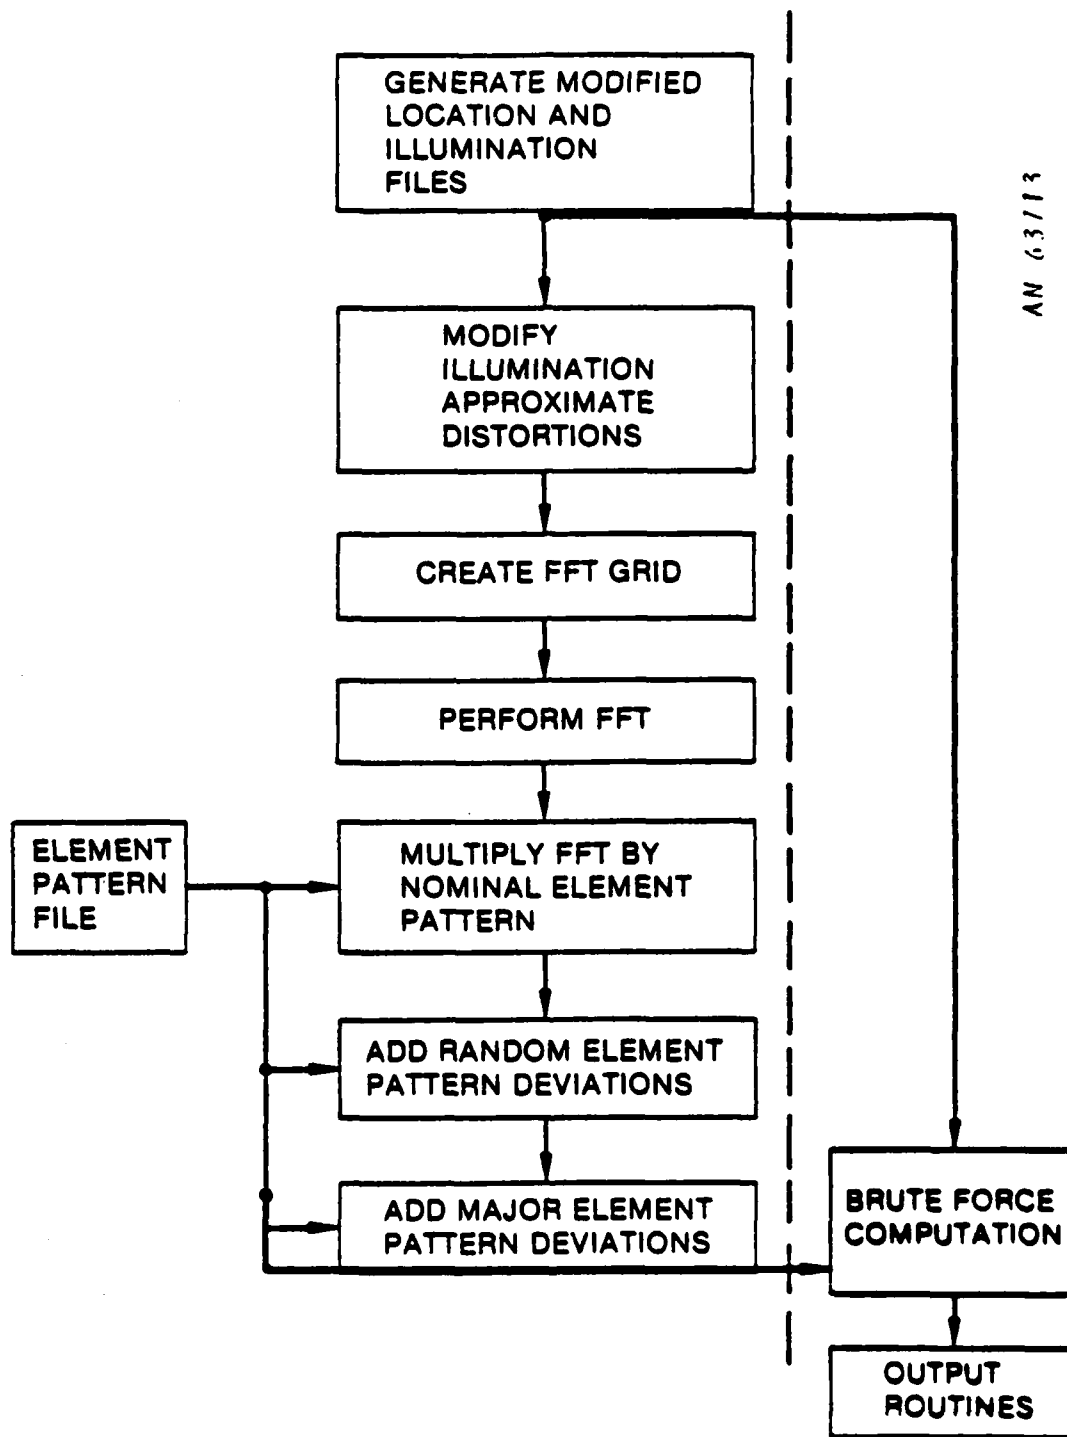 GENERATE MODIFIED
LOCATION AND
ILLUMINATION
FILES
AN 63713
MODIFY
ILLUMINATION
APPROXIMATE
DISTORTIONS
CREATE FFT GRID
PERFORM FFT
ELEMENT
PATTERN
FILE
MULTIPLY FFT BY
NOMINAL ELEMENT
PATTERN
ADD RANDOM ELEMENT
PATTERN DEVIATIONS
ADD MAJOR ELEMENT
PATTERN DEVIATIONS
BRUTE FORCE
COMPUTATION
OUTPUT
ROUTINES